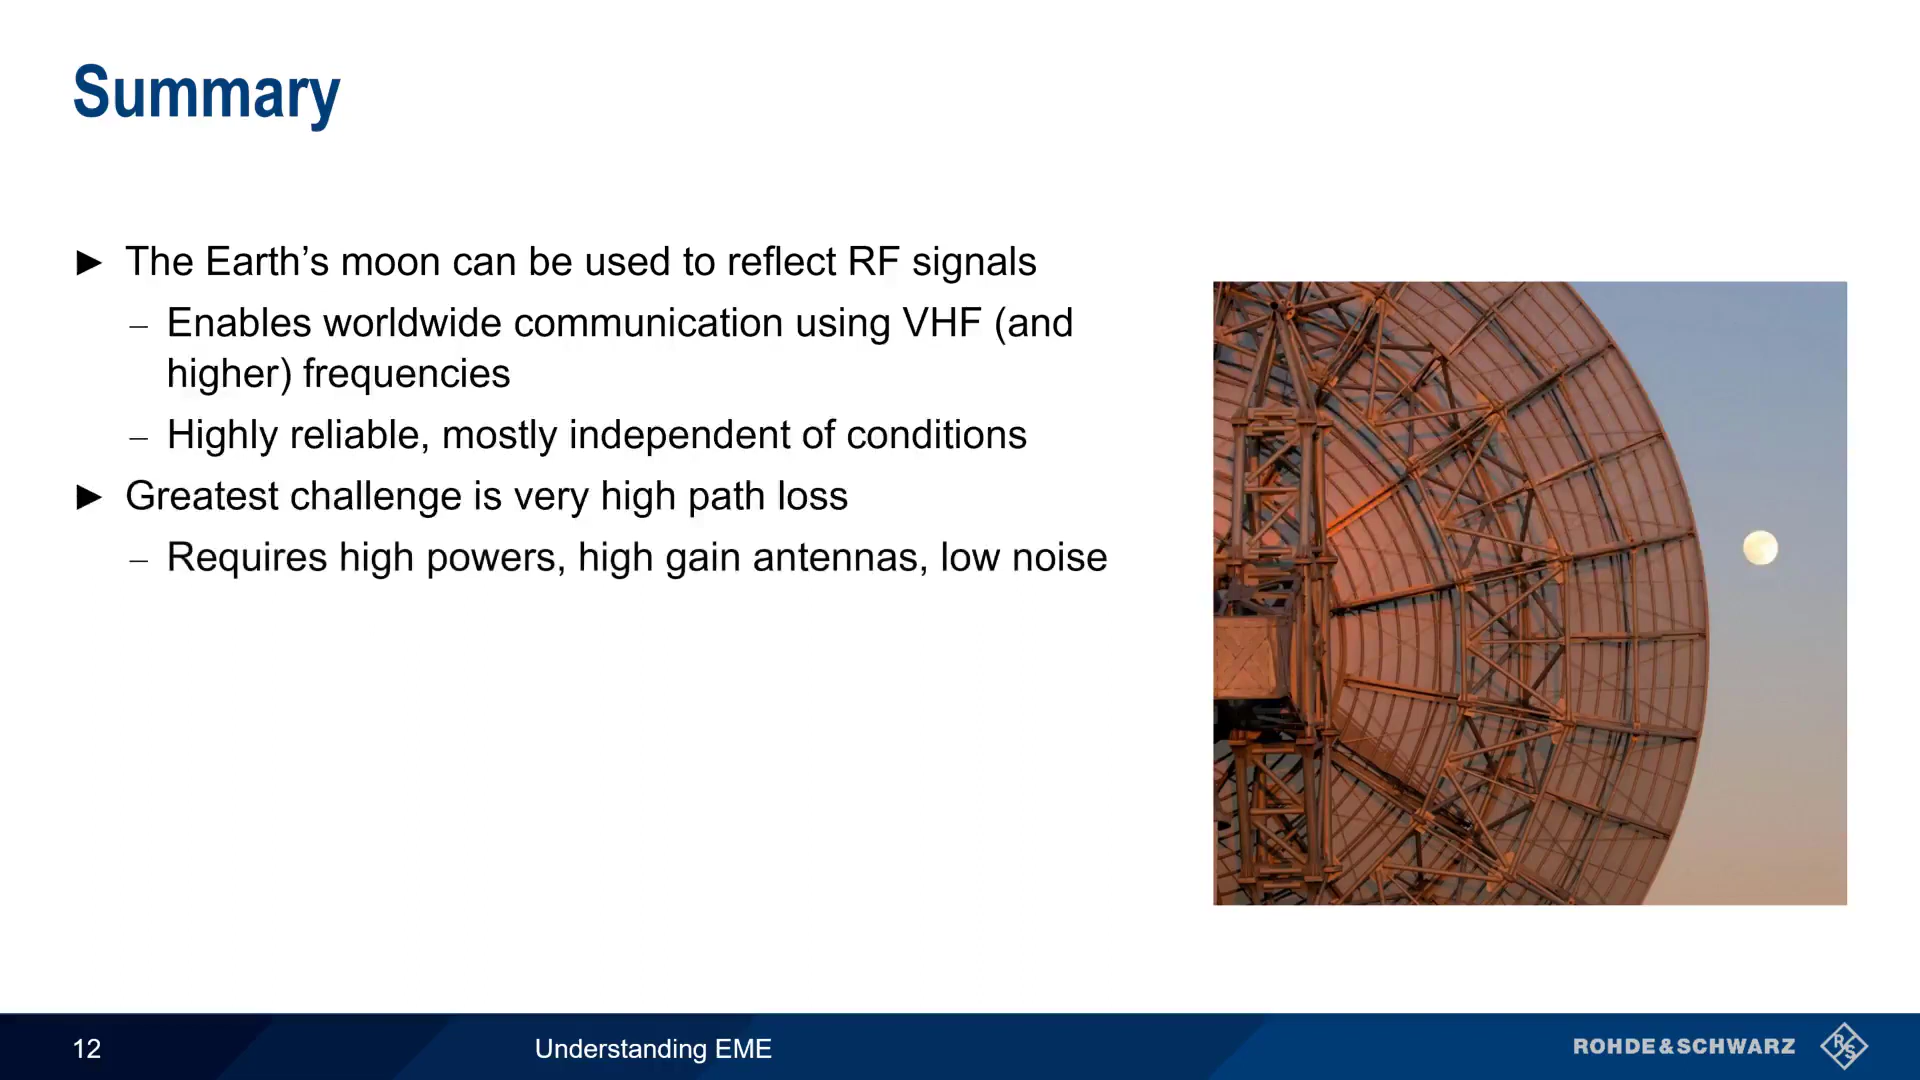 Summary
► The Earth’s moon can be used to reflect RF signals
– Enables worldwide communication using VHF (and
higher) frequencies
– Highly reliable, mostly independent of conditions
► Greatest challenge is very high path loss
– Requires high powers, high gain antennas, low noise
12
Understanding EME
ROHDE&SCHWARZ
R
S